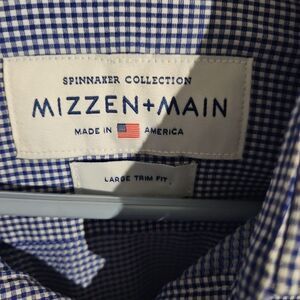 SPINNAKER COLLECTION
MIZZEN+MAIN
MADE IN AMERICA
LARGE TRIM FIT